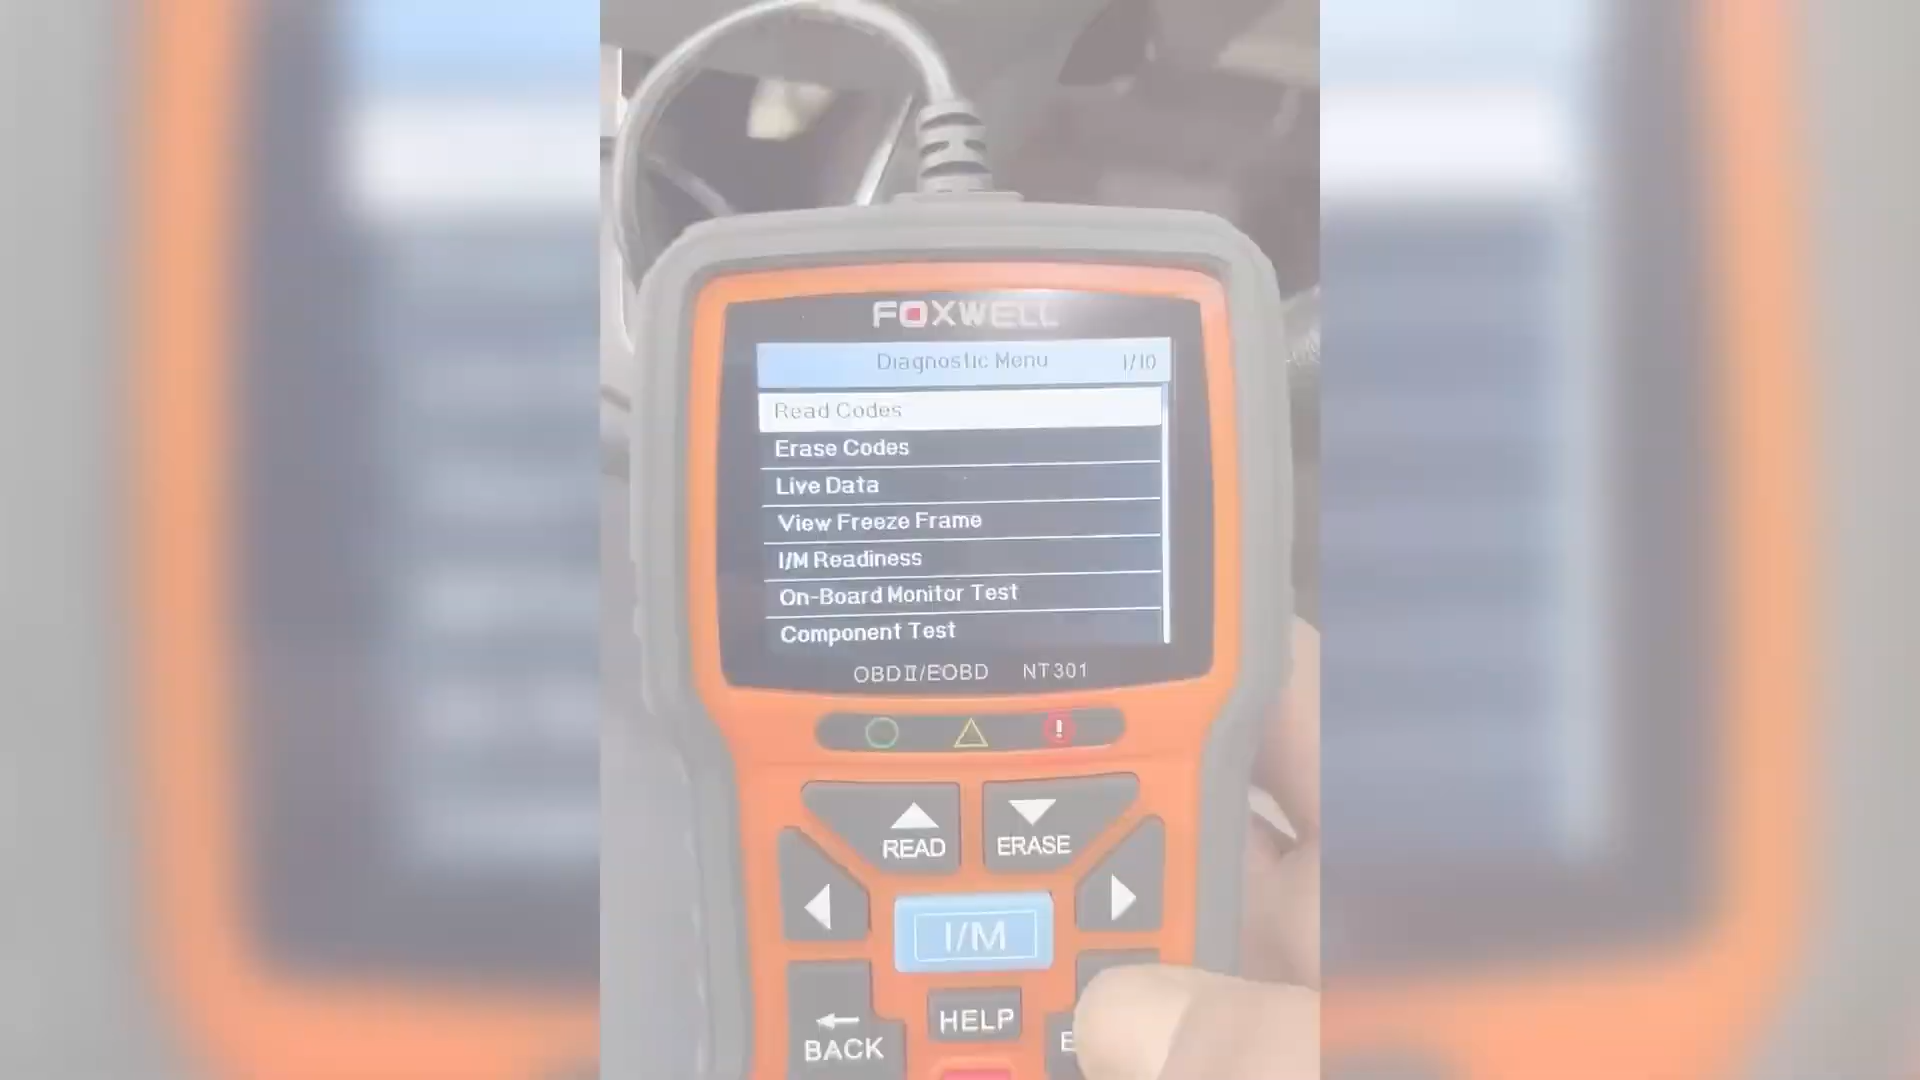 FOXWELL
Diagnostic Menu 1/10
Read Codes
Erase Codes
Live Data
View Freeze Frame
I/M Readiness
On-Board Monitor Test
Component Test
OBDII/EOBD NT301
READ ERASE
I/M
HELP
BACK